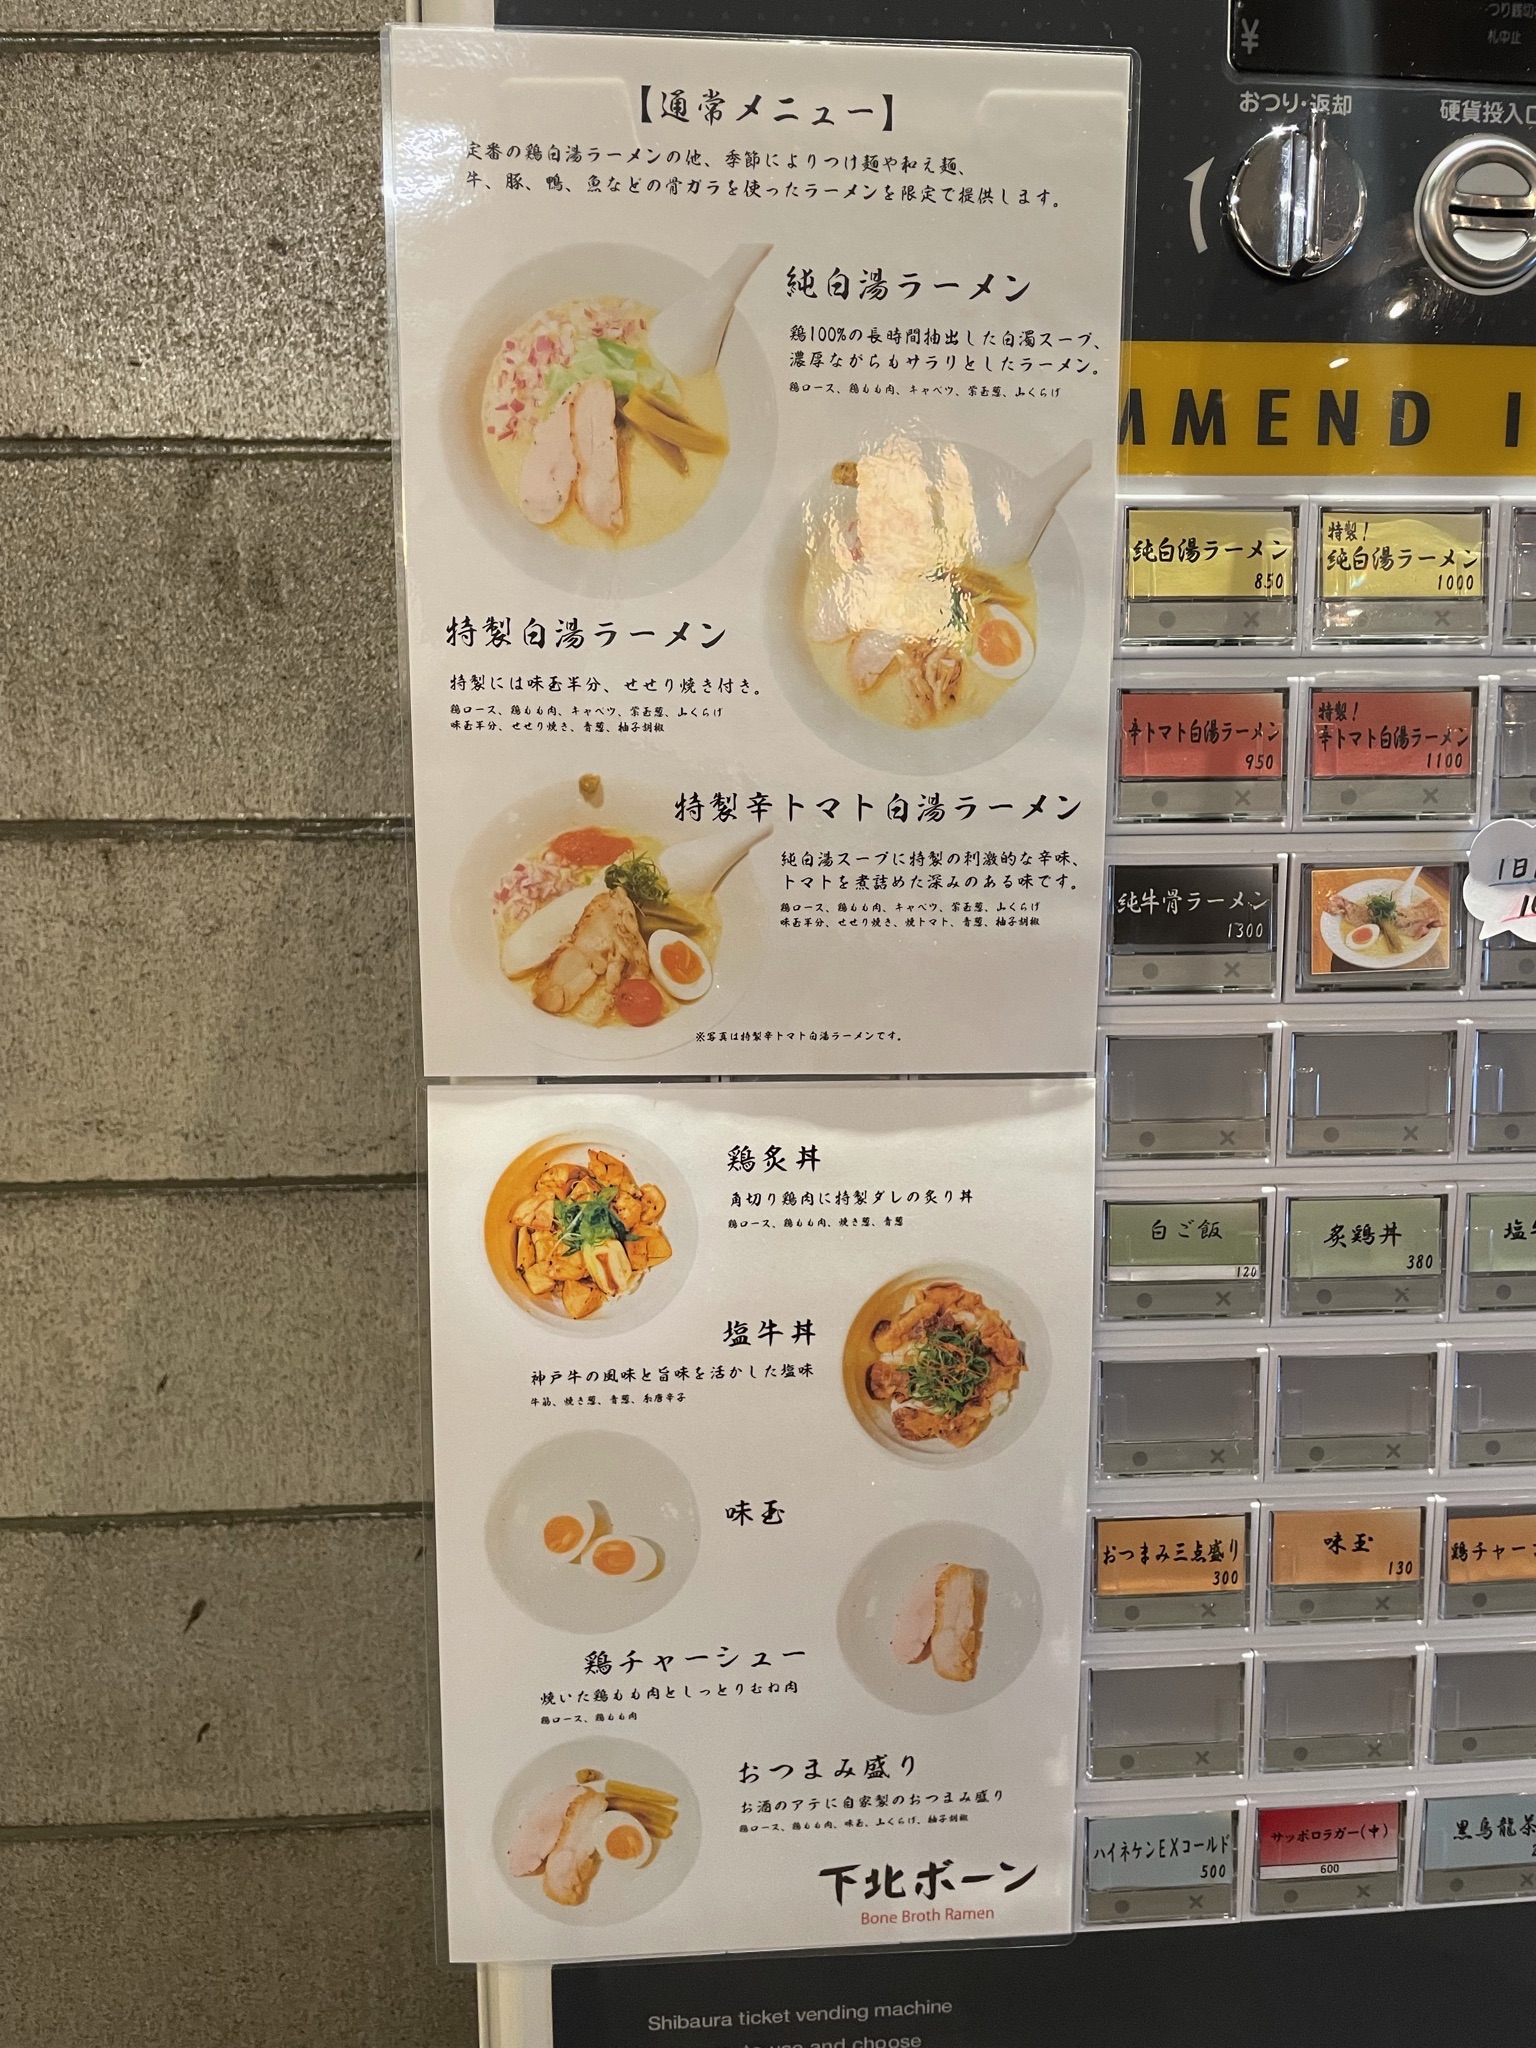 【通常メニュー】
定番の鶏白湯ラーメンの他、季節によりつけ麺や和え麺、
牛、豚、鴨、魚などの骨ガラを使ったラーメンを限定で提供します。
純白湯ラーメン
鶏100%の長時間抽出した白濁スープ、
濃厚ながらもサラリとしたラーメン。
鶏ロース、鶏もも肉、キャベツ、紫玉葱、山くらげ
特製白湯ラーメン
特製には味玉半分、せせり焼き付き。
鶏ロース、鶏もも肉、キャベツ、紫玉葱、山くらげ
味玉半分、せせり焼き、青葱、柚子胡椒
特製辛トマト白湯ラーメン
純白湯スープに特製の刺激的な辛味、
トマトを煮詰めた深みのある味です。
鶏ロース、鶏もも肉、キャベツ、紫玉葱、山くらげ
味玉半分、せせり焼き、焼トマト、青葱、柚子胡椒
※写真は特製辛トマト白湯ラーメンです。
鶏炙丼
角切り鶏肉に特製ダレの炙り丼
鶏ロース、鶏もも肉、焼き葱、青葱
塩牛丼
神戸牛の風味と旨味を活かした塩味
牛筋、焼き葱、青葱、糸唐辛子
味玉
鶏チャーシュー
焼いた鶏もも肉としっとりむね肉
鶏ロース、鶏もも肉
おつまみ盛り
お酒のアテに自家製のおつまみ盛り
鶏ロース、鶏もも肉、味玉、山くらげ、柚子胡椒
下北ボーン
Bone Broth Ramen
¥
つり銭切
札中止
おつり・返却
硬貨投入口
MMEND I
純白湯ラーメン
850
特製!
純白湯ラーメン
1000
辛トマト白湯ラーメン
950
特製!
辛トマト白湯ラーメン
1100
純牛骨ラーメン
1300
1日
10
白ご飯
120
炙鶏丼
380
塩牛
おつまみ三点盛り
300
味玉
130
鶏チャー
ハイネケンEXコールド
500
サッポロラガー(中)
600
黒烏龍茶
Shibaura ticket vending machine
to use and choose